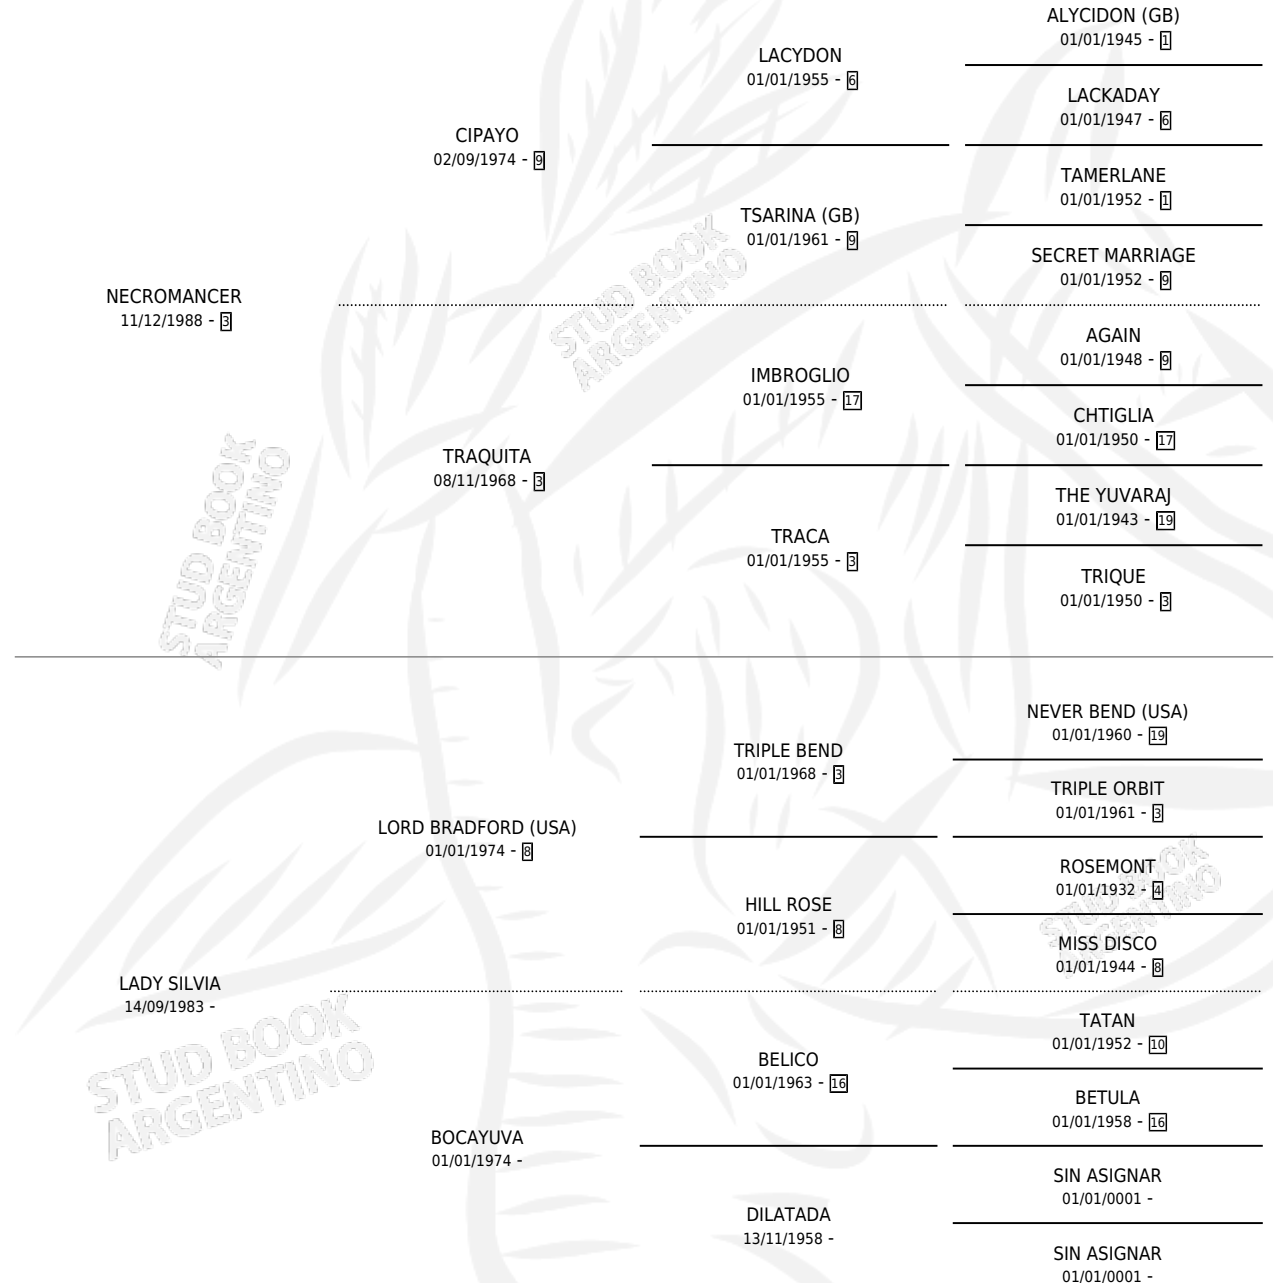 ALYCIDON (GB)
01/01/1945 - 1
LACYDON
01/01/1955 - 6
LACKADAY
01/01/1947 - 6
CIPAYO
02/09/1974 - 9
TAMERLANE
01/01/1952 - 1
TSARINA (GB)
01/01/1961 - 9
SECRET MARRIAGE
01/01/1952 - 9
NECROMANCER
11/12/1988 - 3
STUD BOOK
ARGENTINO
AGAIN
01/01/1948 - 9
IMBROGLIO
01/01/1955 - 17
CHTIGLIA
01/01/1950 - 17
TRAQUITA
08/11/1968 - 3
THE YUVARAJ
01/01/1943 - 19
TRACA
01/01/1955 - 3
TRIQUE
01/01/1950 - 3
STUD BOOK
ARGENTINO
NEVER BEND (USA)
01/01/1960 - 19
TRIPLE BEND
01/01/1968 - 3
TRIPLE ORBIT
01/01/1961 - 3
LORD BRADFORD (USA)
01/01/1974 - 8
ROSEMONT
01/01/1932 - 4
HILL ROSE
01/01/1951 - 8
MISS DISCO
01/01/1944 - 8
STUD BOOK
ARGENTINO
LADY SILVIA
14/09/1983 -
TATAN
01/01/1952 - 10
BELICO
01/01/1963 - 16
BETULA
01/01/1958 - 16
STUD BOOK
ARGENTINO
BOCAYUVA
01/01/1974 -
SIN ASIGNAR
01/01/0001 -
DILATADA
13/11/1958 -
SIN ASIGNAR
01/01/0001 -